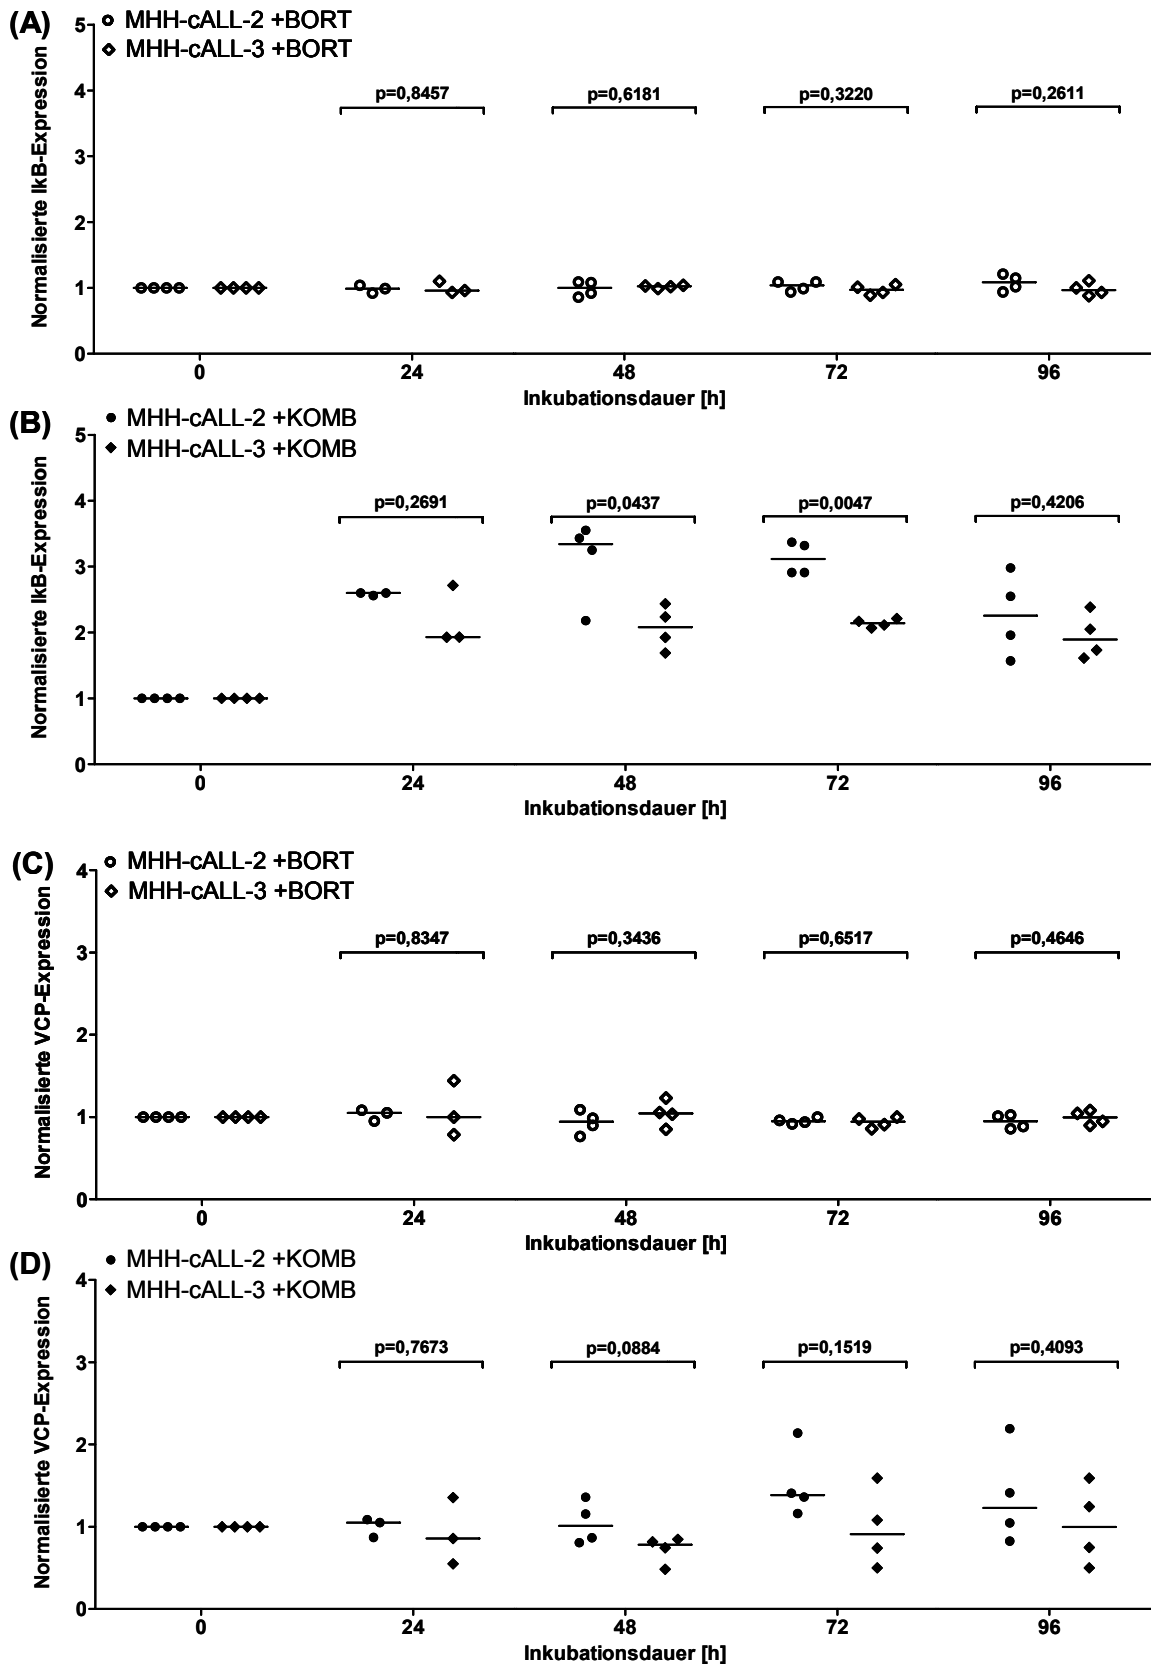 (A)
MHH-cALL-2 +BORT
MHH-cALL-3 +BORT
Normalisierte IkB-Expression
5
4
3
2
1
0
p=0,8457 p=0,6181 p=0,3220 p=0,2611
0 24 48 72 96
Inkubationsdauer [h]
(B)
MHH-cALL-2 +KOMB
MHH-cALL-3 +KOMB
Normalisierte IkB-Expression
5
4
3
2
1
0
p=0,2691 p=0,0437 p=0,0047 p=0,4206
0 24 48 72 96
Inkubationsdauer [h]
(C)
MHH-cALL-2 +BORT
MHH-cALL-3 +BORT
Normalisierte VCP-Expression
4
3
2
1
0
p=0,8347 p=0,3436 p=0,6517 p=0,4646
0 24 48 72 96
Inkubationsdauer [h]
(D)
MHH-cALL-2 +KOMB
MHH-cALL-3 +KOMB
Normalisierte VCP-Expression
4
3
2
1
0
p=0,7673 p=0,0884 p=0,1519 p=0,4093
0 24 48 72 96
Inkubationsdauer [h]